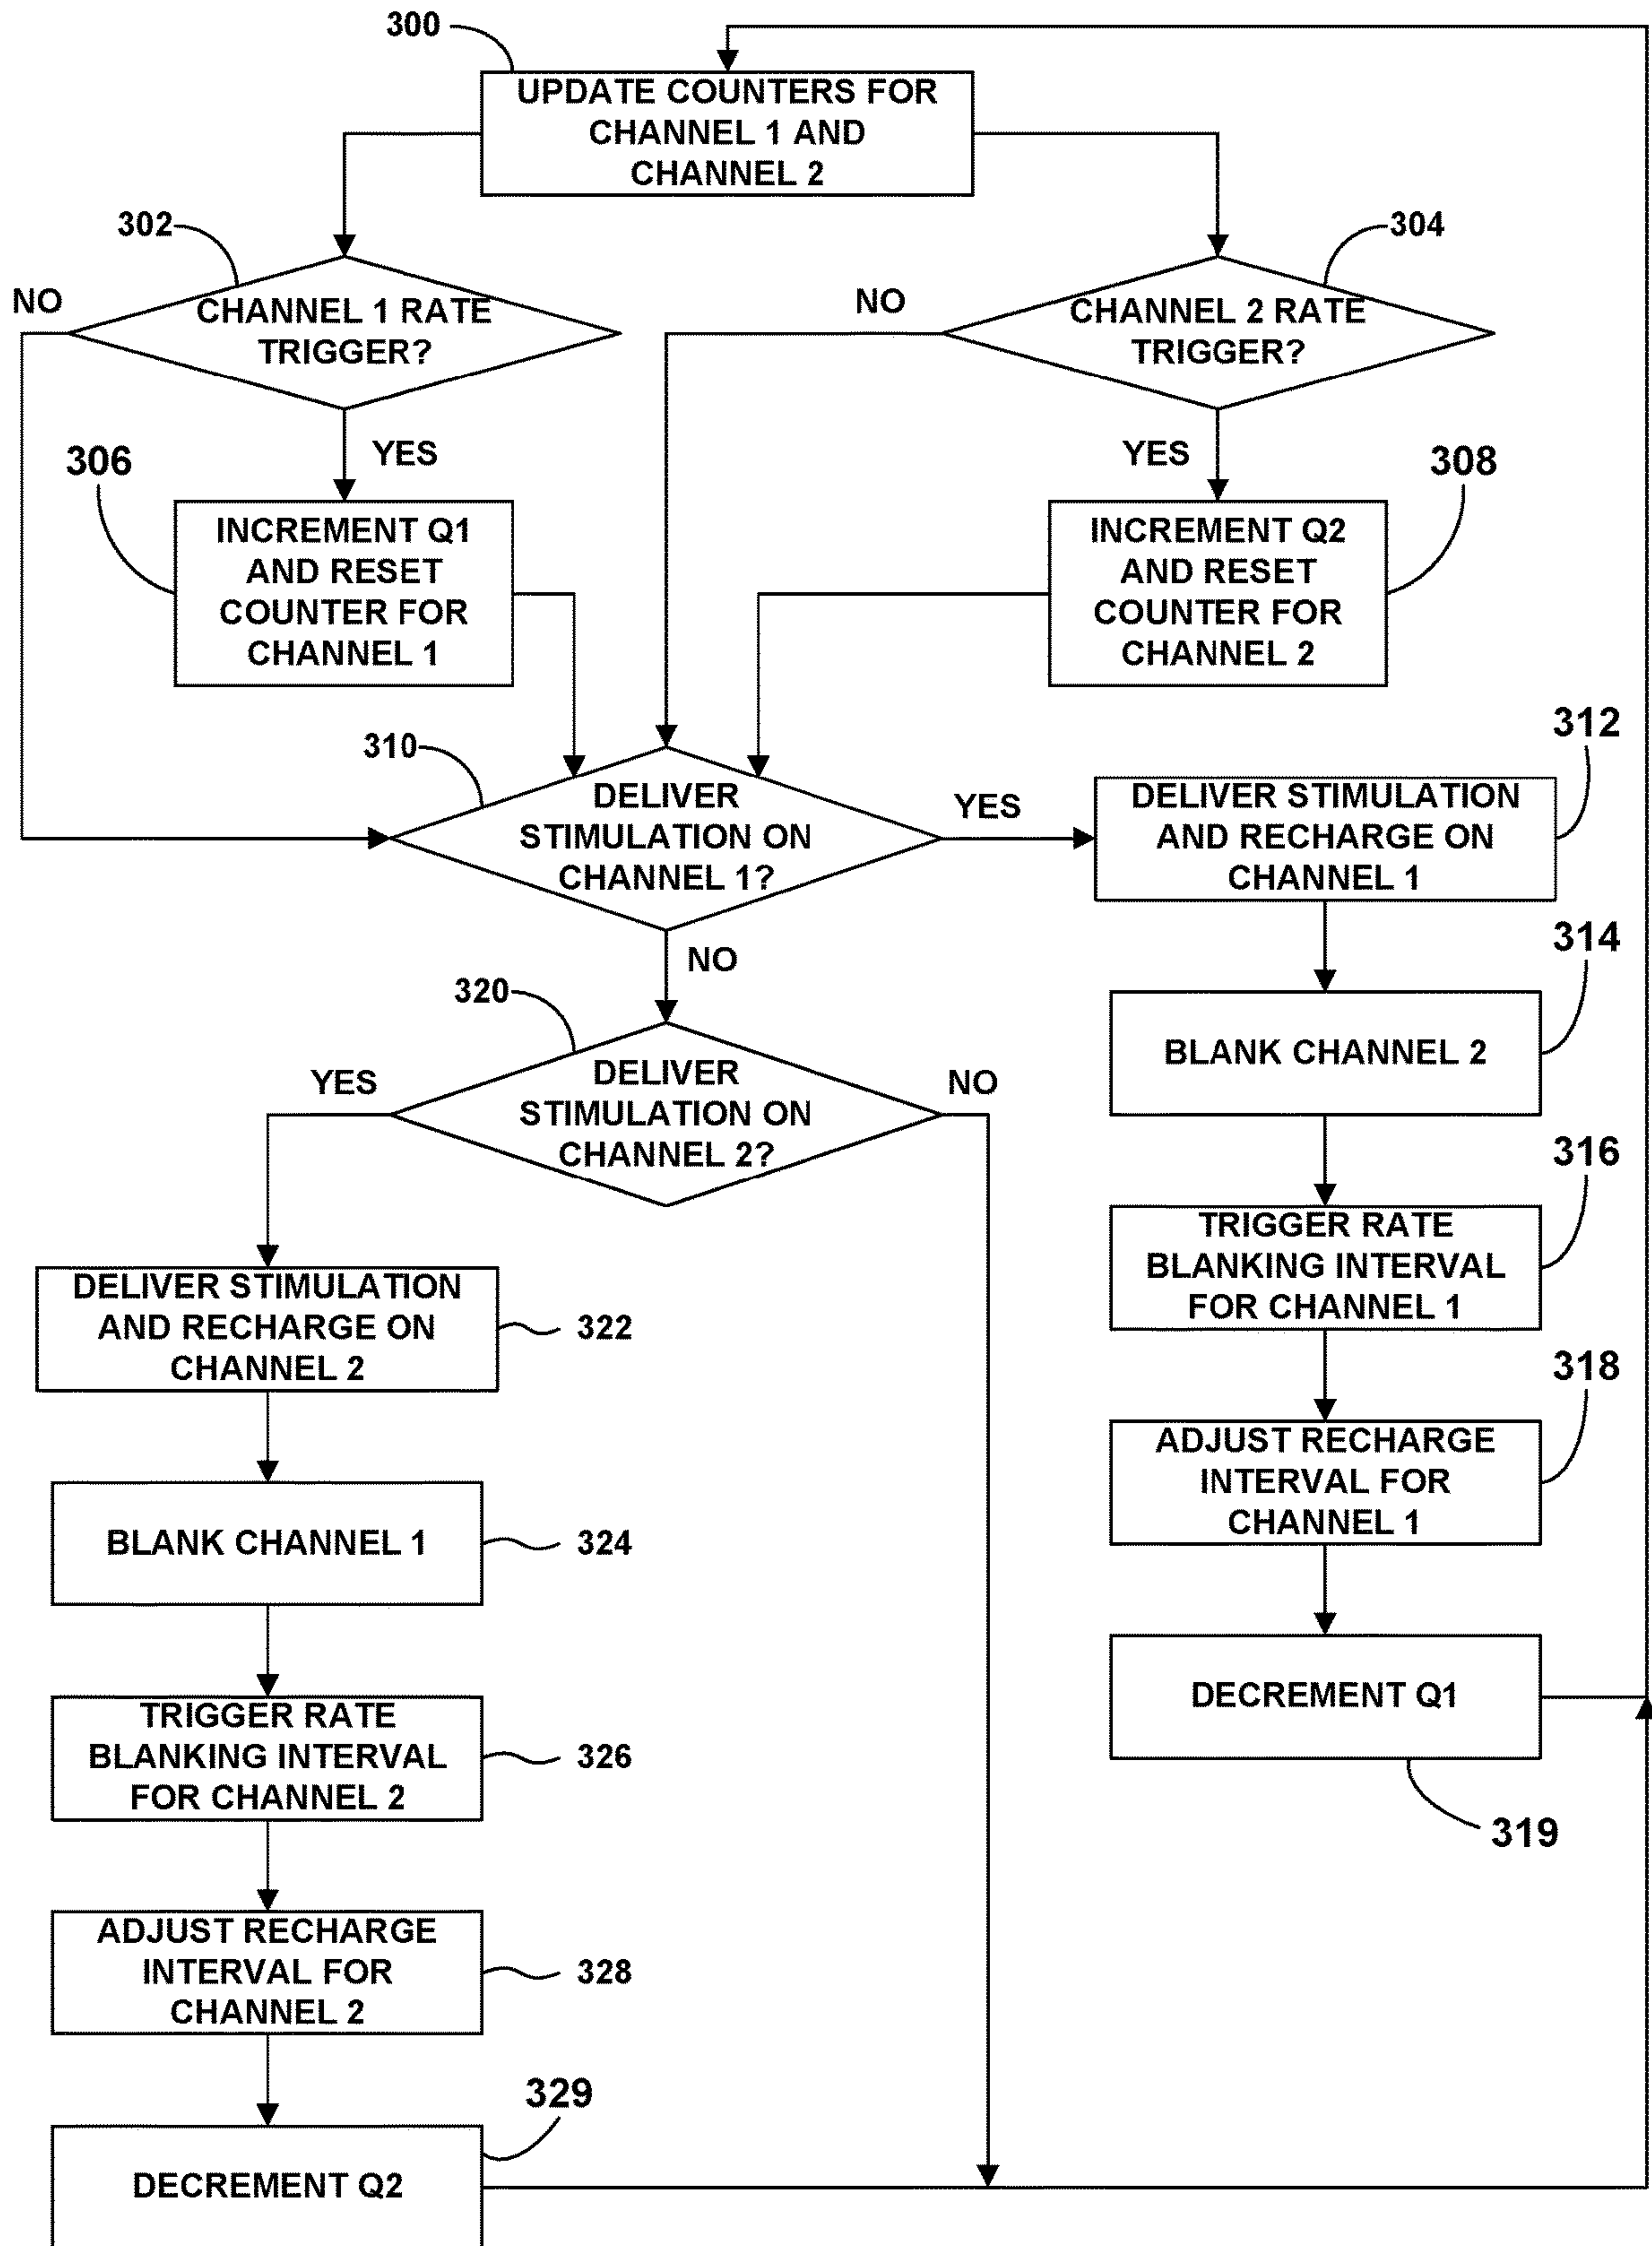 300
UPDATE COUNTERS FOR
CHANNEL 1 AND
CHANNEL 2
302
304
NO
CHANNEL 1 RATE
TRIGGER?
NO
CHANNEL 2 RATE
TRIGGER?
YES
YES
306
INCREMENT Q1
AND RESET
COUNTER FOR
CHANNEL 1
308
INCREMENT Q2
AND RESET
COUNTER FOR
CHANNEL 2
310
DELIVER
STIMULATION ON
CHANNEL 1?
YES
312
DELIVER STIMULATION
AND RECHARGE ON
CHANNEL 1
NO
314
BLANK CHANNEL 2
320
YES
DELIVER
STIMULATION ON
CHANNEL 2?
NO
316
TRIGGER RATE
BLANKING INTERVAL
FOR CHANNEL 1
DELIVER STIMULATION
AND RECHARGE ON
CHANNEL 2
322
318
ADJUST RECHARGE
INTERVAL FOR
CHANNEL 1
BLANK CHANNEL 1
324
DECREMENT Q1
319
TRIGGER RATE
BLANKING INTERVAL
FOR CHANNEL 2
326
ADJUST RECHARGE
INTERVAL FOR
CHANNEL 2
328
329
DECREMENT Q2